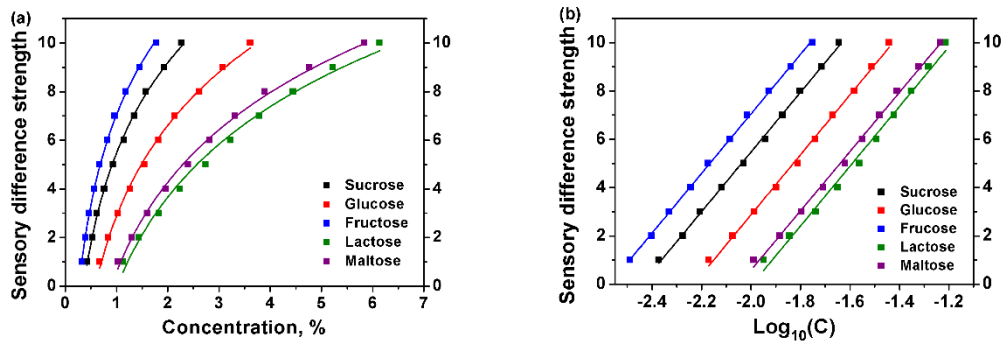 (a)
Sensory difference strength
10
8
6
4
2
0
10
8
6
4
2
0
0 1 2 3 4 5 6 7
Concentration, %
Sucrose
Glucose
Fructose
Lactose
Maltose
(b)
Sensory difference strength
10
8
6
4
2
0
10
8
6
4
2
0
-2.4 -2.2 -2.0 -1.8 -1.6 -1.4 -1.2
Log10(C)
Sucrose
Glucose
Frucose
Lactose
Maltose